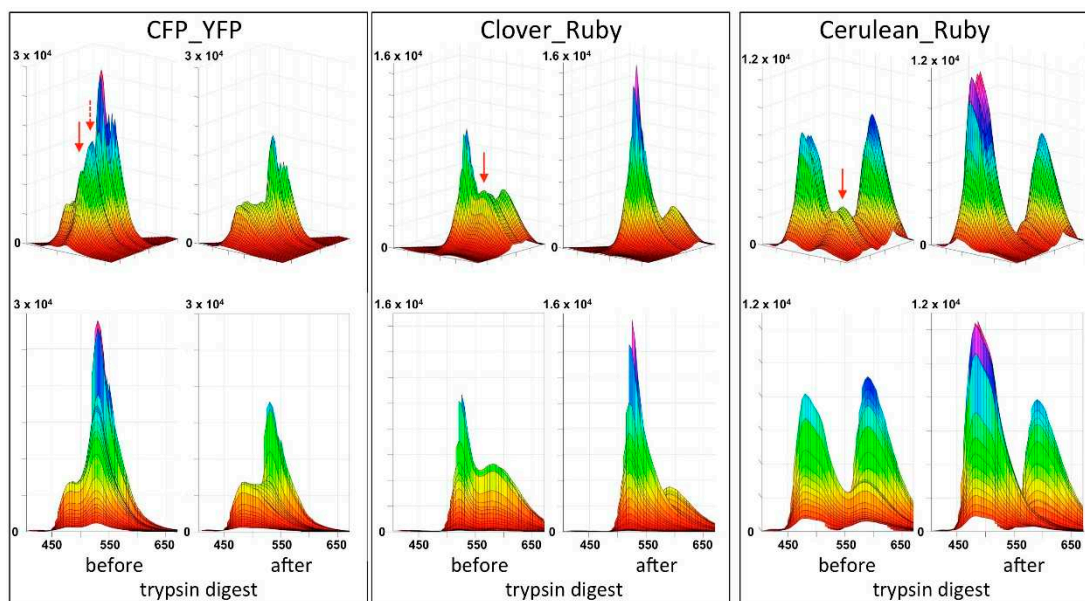 CFP_YFP
Clover_Ruby
Cerulean_Ruby
3 x 10⁴
3 x 10⁴
1.6 x 10⁴
1.6 x 10⁴
1.2 x 10⁴
1.2 x 10⁴
0
0
0
0
0
0
3 x 10⁴
3 x 10⁴
1.6 x 10⁴
1.6 x 10⁴
1.2 x 10⁴
1.2 x 10⁴
0
0
0
0
0
0
450 550 650 450 550 650
450 550 650 450 550 650
450 550 650 450 550 650
before after
before after
before after
trypsin digest
trypsin digest
trypsin digest